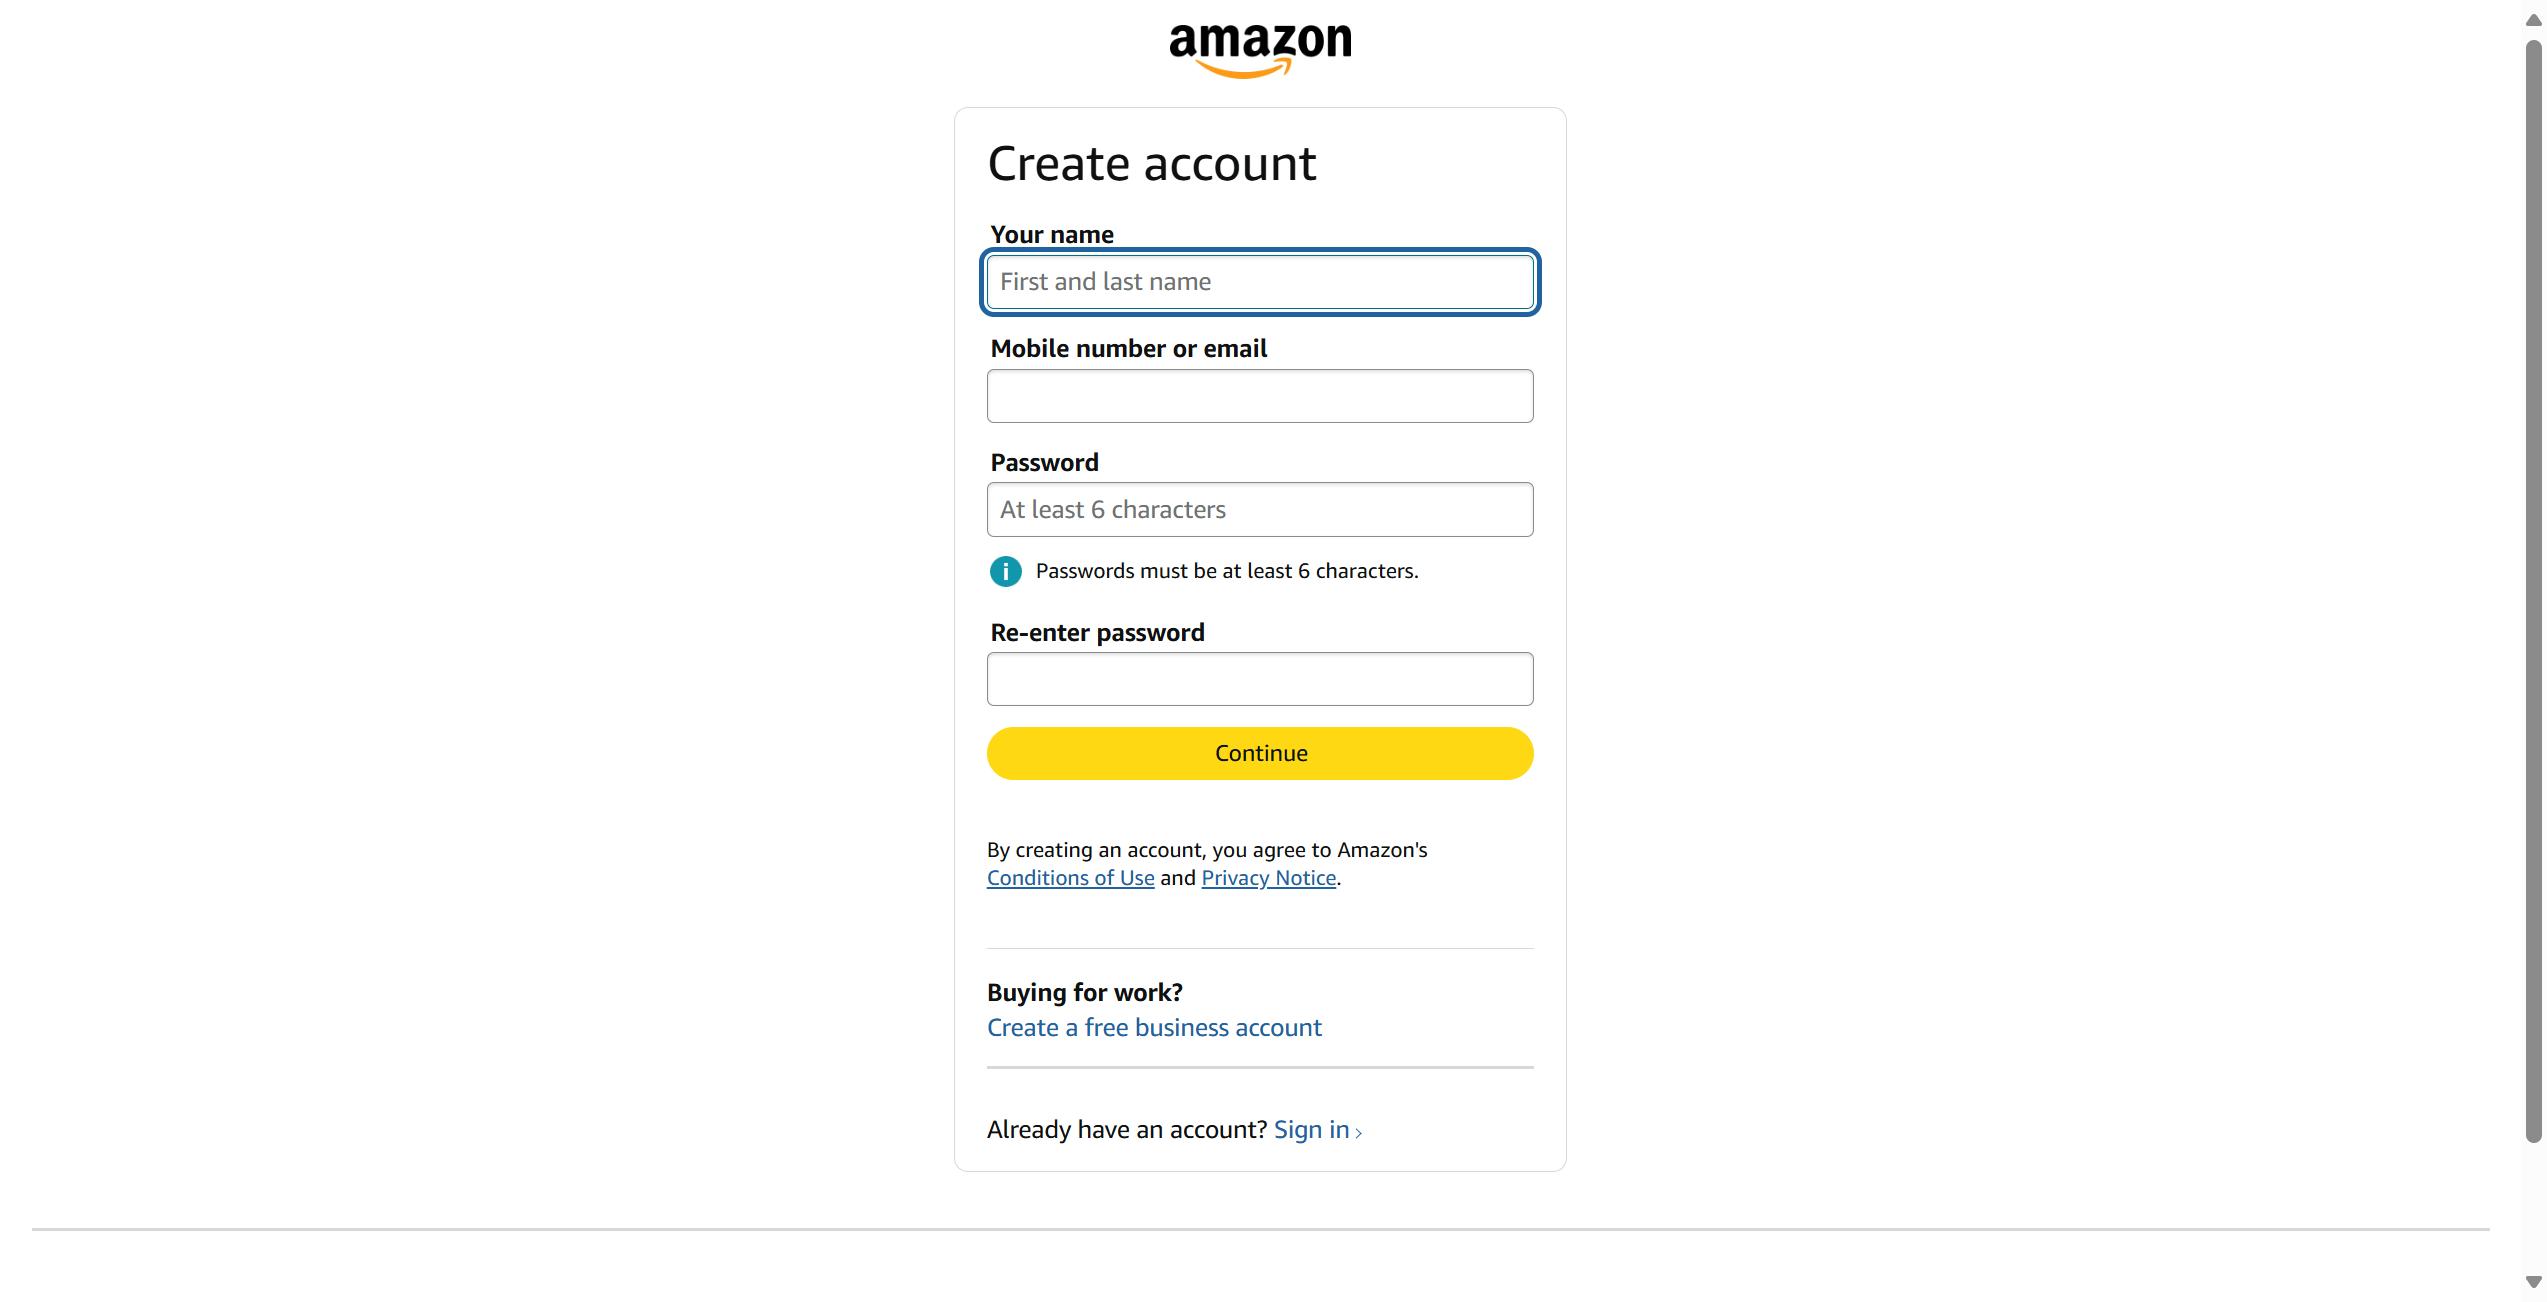 amazon
Create account
Your name
First and last name
Mobile number or email
Password
At least 6 characters
i Passwords must be at least 6 characters.
Re-enter password
Continue
By creating an account, you agree to Amazon's
Conditions of Use and Privacy Notice.
Buying for work?
Create a free business account
Already have an account? Sign in ›